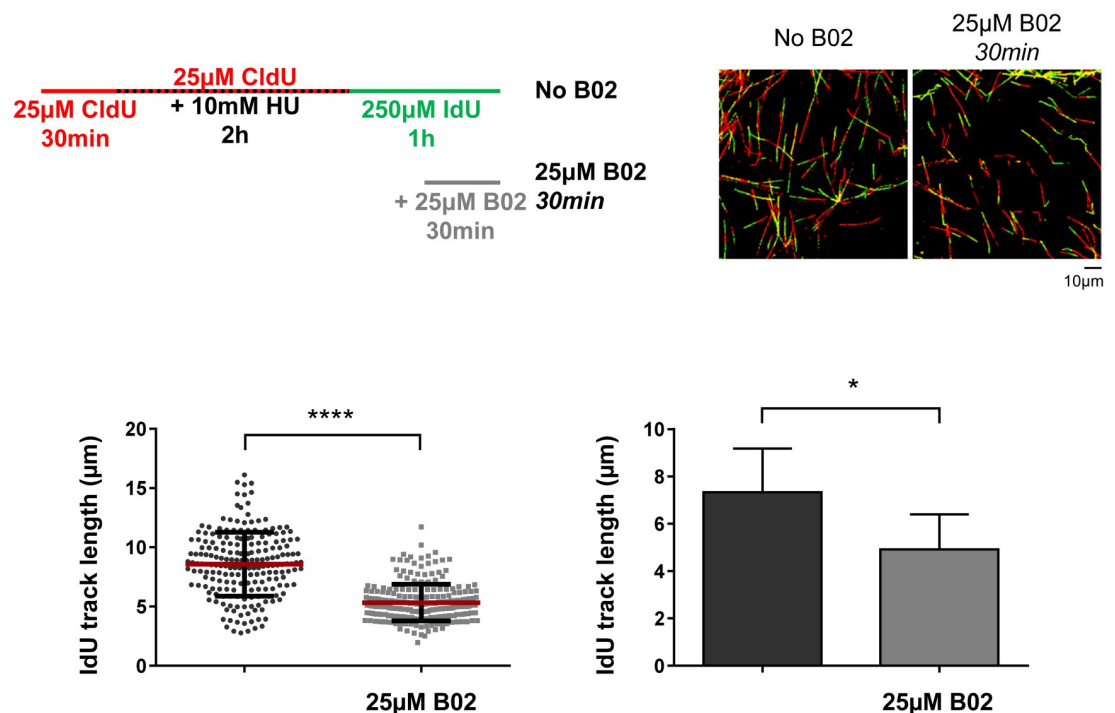 25µM CldU
25µM CldU
+ 10mM HU
250µM IdU
30min
2h
1h
No B02
+ 25µM B02
30min
25µM B02
30min
No B02
25µM B02
30min
10µm
****
IdU track length (µm)
20
15
10
5
0
25µM B02
*
IdU track length (µm)
10
8
6
4
2
0
25µM B02